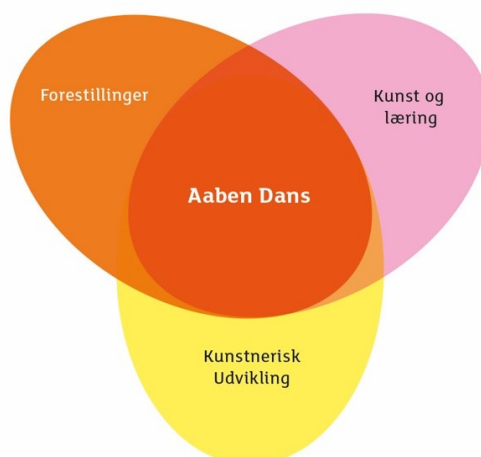 Forestillinger
Kunst og
læring
Aaben Dans
Kunstnerisk
Udvikling